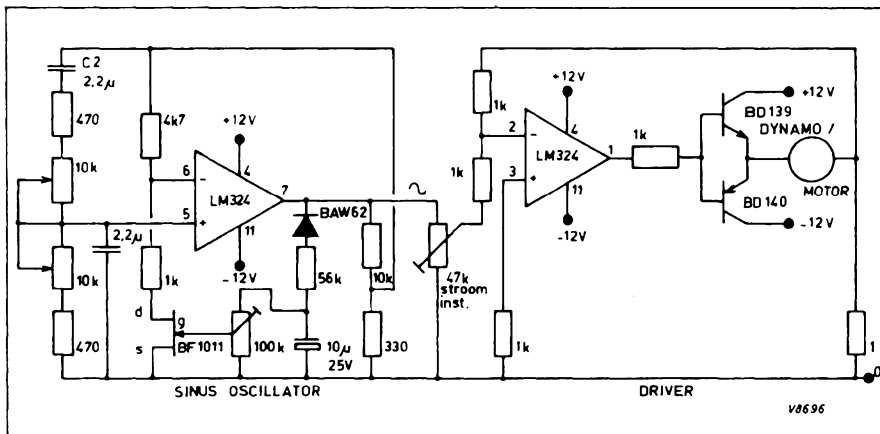 C2
2,2µ
470
10k
10k
470
2,2µ
4k7
1k
d
g
s
BF1011
6
-
5
+
LM324
+12V
4
7
11
-12V
BAW62
56k
100k
10µ
25V
10k
330
~
47k
stroom
inst.
SINUS OSCILLATOR
1k
1k
2
-
3
+
LM324
+12V
4
1
11
-12V
1k
1k
BD139
+12V
DYNAMO /
MOTOR
BD140
-12V
1
0
DRIVER
V8696